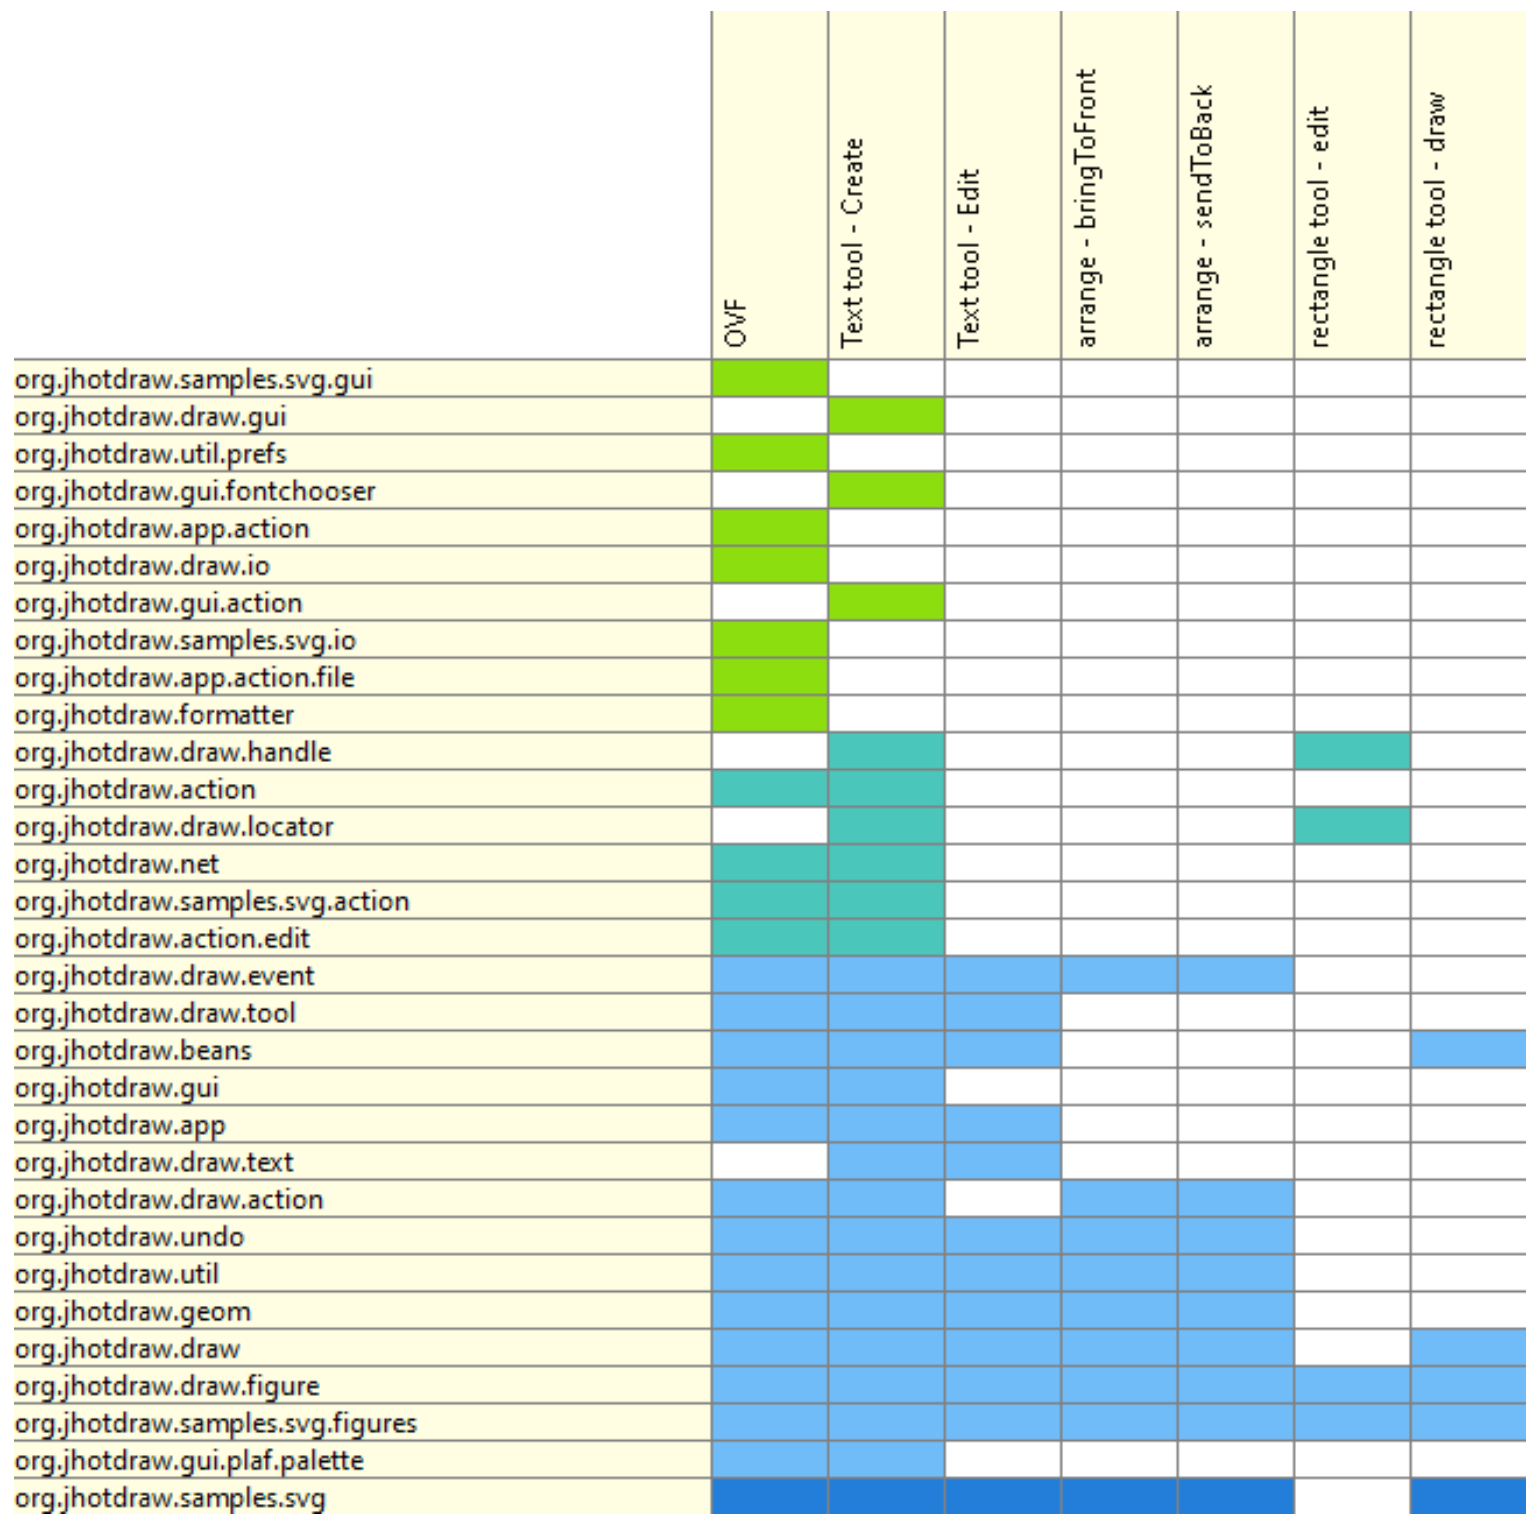 OVF
Text tool - Create
Text tool - Edit
arrange - bringToFront
arrange - sendToBack
rectangle tool - edit
rectangle tool - draw
org.jhotdraw.samples.svg.gui
org.jhotdraw.draw.gui
org.jhotdraw.util.prefs
org.jhotdraw.gui.fontchooser
org.jhotdraw.app.action
org.jhotdraw.draw.io
org.jhotdraw.gui.action
org.jhotdraw.samples.svg.io
org.jhotdraw.app.action.file
org.jhotdraw.formatter
org.jhotdraw.draw.handle
org.jhotdraw.action
org.jhotdraw.draw.locator
org.jhotdraw.net
org.jhotdraw.samples.svg.action
org.jhotdraw.action.edit
org.jhotdraw.draw.event
org.jhotdraw.draw.tool
org.jhotdraw.beans
org.jhotdraw.gui
org.jhotdraw.app
org.jhotdraw.draw.text
org.jhotdraw.draw.action
org.jhotdraw.undo
org.jhotdraw.util
org.jhotdraw.geom
org.jhotdraw.draw
org.jhotdraw.draw.figure
org.jhotdraw.samples.svg.figures
org.jhotdraw.gui.plaf.palette
org.jhotdraw.samples.svg